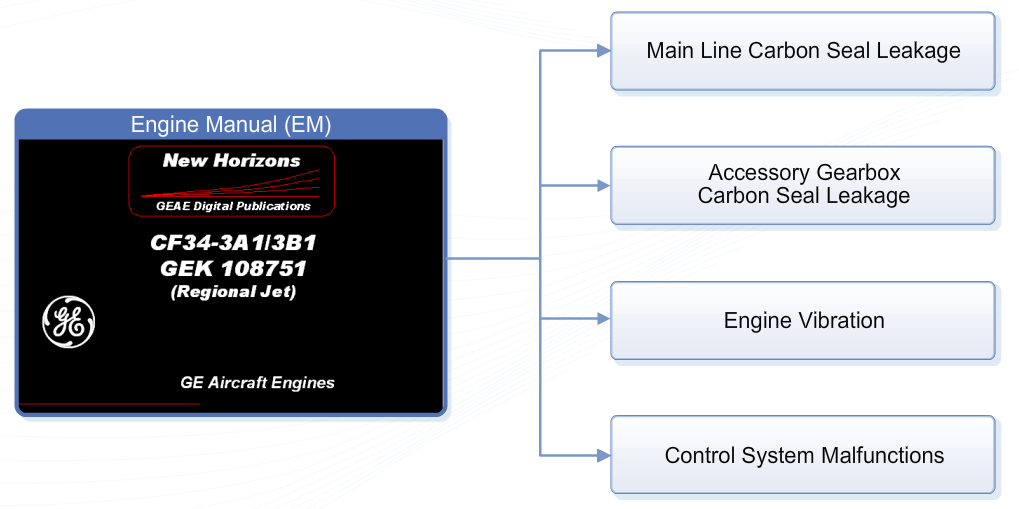 Engine Manual (EM)
New Horizons
GEAE Digital Publications
CF34-3A1/3B1
GEK 108751
(Regional Jet)
GE
GE Aircraft Engines
Main Line Carbon Seal Leakage
Accessory Gearbox
Carbon Seal Leakage
Engine Vibration
Control System Malfunctions